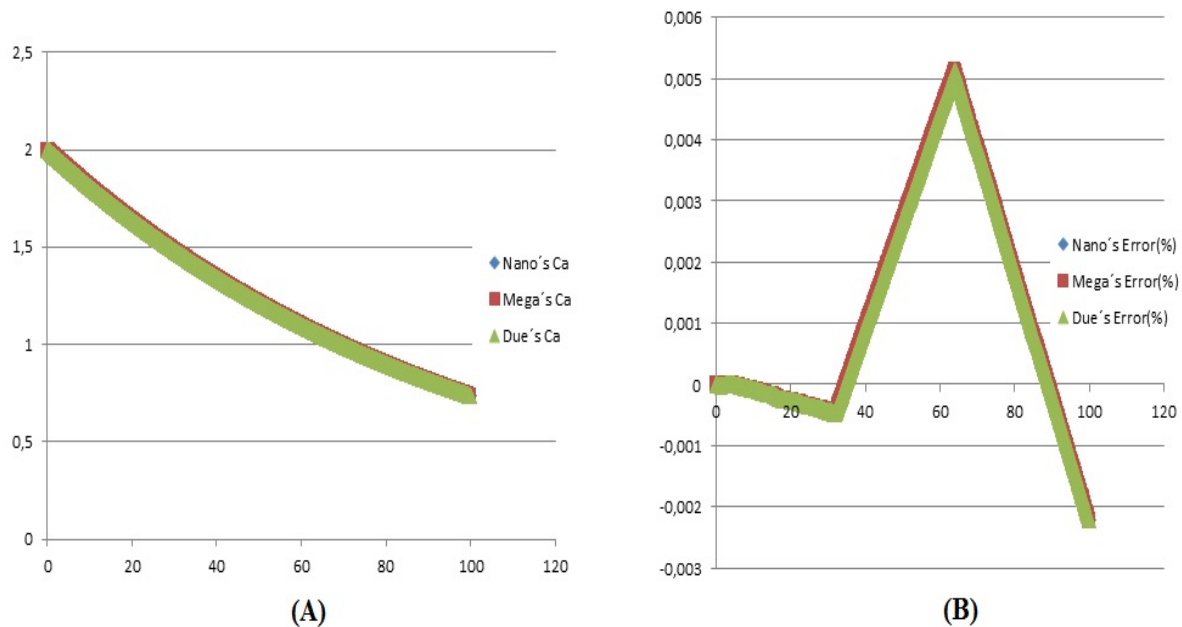 2,5
2
1,5
1
0,5
0
0 20 40 60 80 100 120
Nano´s Ca
Mega´s Ca
Due´s Ca
(A)
0,006
0,005
0,004
0,003
0,002
0,001
0
-0,001
-0,002
-0,003
0 20 40 60 80 100 120
Nano´s Error(%)
Mega´s Error(%)
Due´s Error(%)
(B)